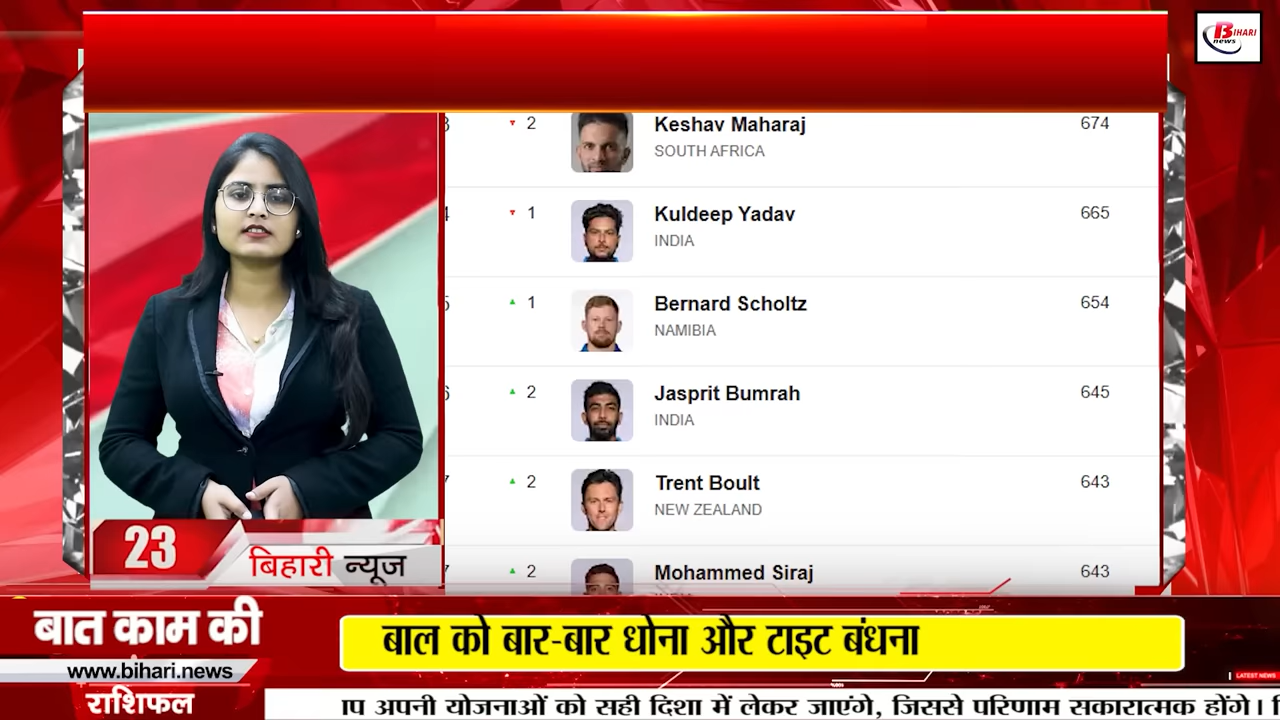 BIHARI
news
2
Keshav Maharaj
674
SOUTH AFRICA
1
Kuldeep Yadav
665
INDIA
1
Bernard Scholtz
654
NAMIBIA
2
Jasprit Bumrah
645
INDIA
2
Trent Boult
643
NEW ZEALAND
2
Mohammed Siraj
643
23
बिहारी न्यूज
बात काम की
www.bihari.news
बाल को बार-बार धोना और टाइट बंधना
LATEST NEWS
राशिफल
अपनी योजनाओं को सही दिशा में लेकर जाएंगे, जिससे परिणाम सकारात्मक होंगे।